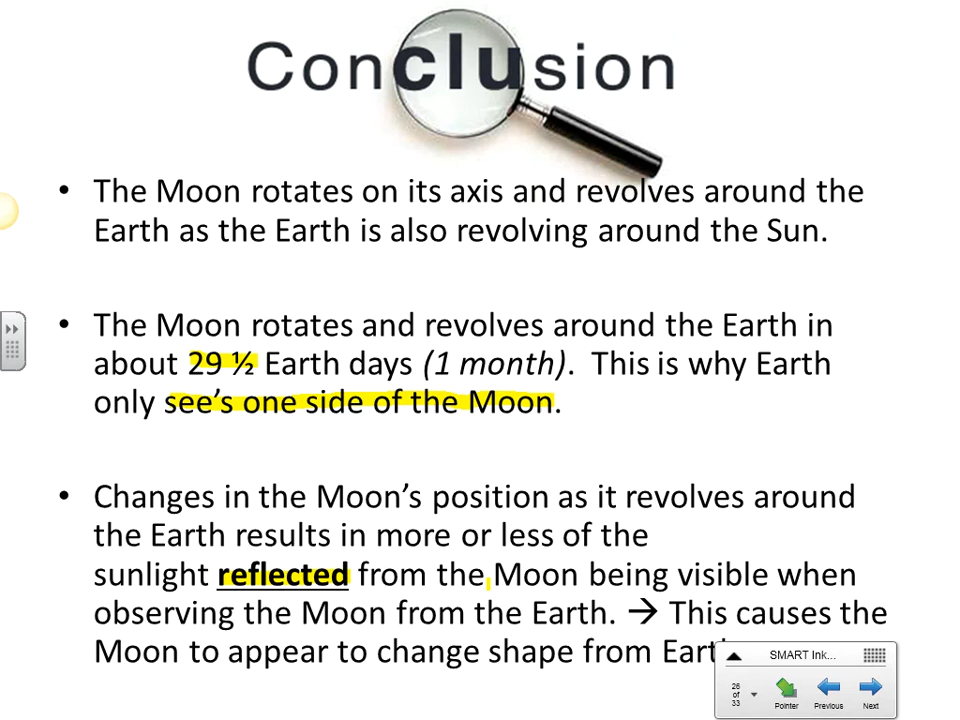 Conclusion
• The Moon rotates on its axis and revolves around the
Earth as the Earth is also revolving around the Sun.
• The Moon rotates and revolves around the Earth in
about 29 ½ Earth days (1 month). This is why Earth
only see's one side of the Moon.
• Changes in the Moon's position as it revolves around
the Earth results in more or less of the
sunlight reflected from the Moon being visible when
observing the Moon from the Earth. → This causes the
Moon to appear to change shape from Eart
SMART Ink...
26
of
33
Pointer Previous Next